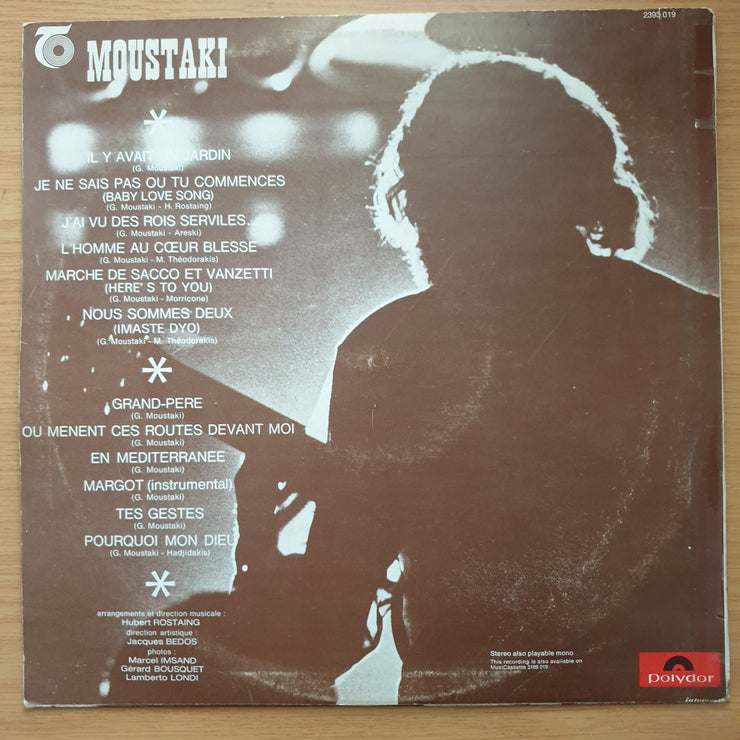 2393 019
MOUSTAKI
IL Y AVAIT UN JARDIN
(G. Moustaki)
JE NE SAIS PAS OU TU COMMENCES
(BABY LOVE SONG)
(G. Moustaki - H. Rostaing)
J'AI VU DES ROIS SERVILES...
(G. Moustaki - Areski)
L'HOMME AU CŒUR BLESSE
(G. Moustaki - M. Théodorakis)
MARCHE DE SACCO ET VANZETTI
(HERE'S TO YOU)
(G. Moustaki - Morricone)
NOUS SOMMES DEUX
(IMASTE DYO)
(G. Moustaki - M. Théodorakis)
GRAND-PERE
(G. Moustaki)
OU MENENT CES ROUTES DEVANT MOI
(G. Moustaki)
EN MEDITERRANEE
(G. Moustaki)
MARGOT (instrumental)
(G. Moustaki)
TES GESTES
(G. Moustaki)
POURQUOI MON DIEU
(G. Moustaki - Hadjidakis)
arrangements et direction musicale :
Hubert ROSTAING
direction artistique :
Jacques BEDOS
photos :
Marcel IMSAND
Gérard BOUSQUET
Lamberto LONDI
Stereo also playable mono
This recording is also available on
MusiCassette 3169 019
polydor